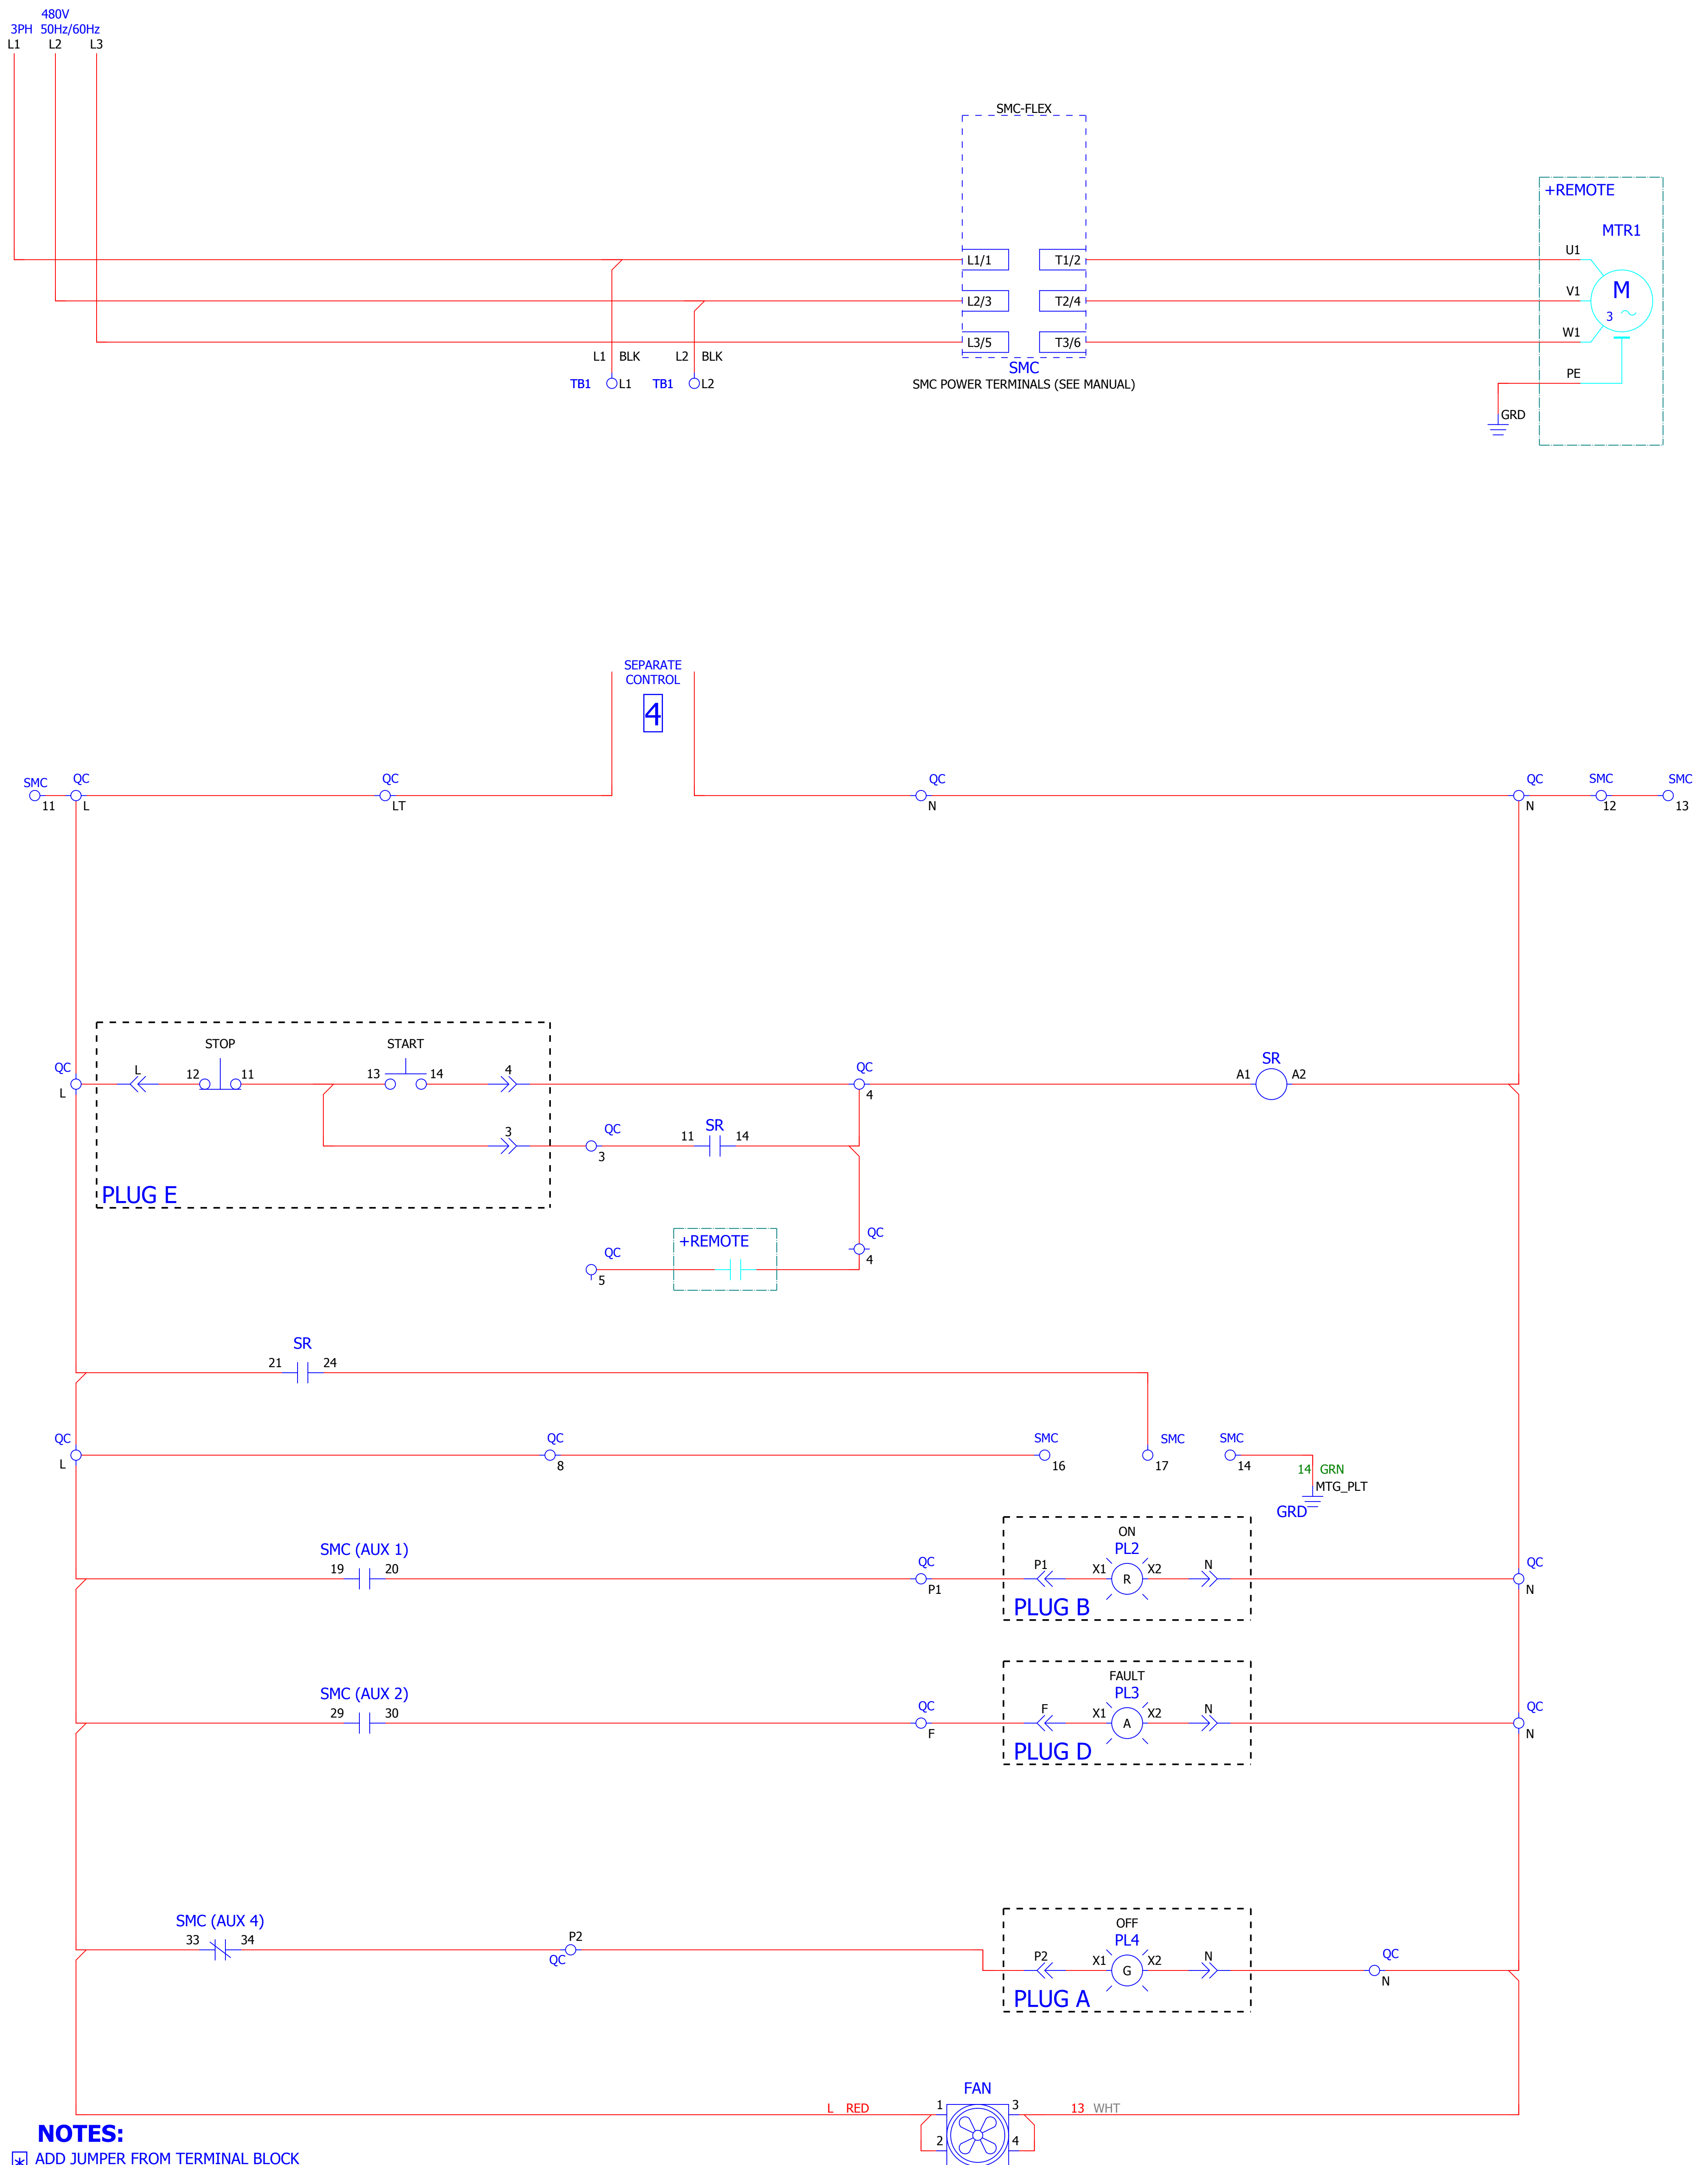 480V
3PH 50Hz/60Hz
L1 L2 L3
SMC-FLEX
+REMOTE
MTR1
U1
L1/1 T1/2
M
3
V1
L2/3 T2/4
W1
L3/5 T3/6
L1 BLK L2 BLK
SMC
PE
TB1 L1 TB1 L2
SMC POWER TERMINALS (SEE MANUAL)
GRD
SEPARATE
CONTROL
4
SMC QC QC QC QC SMC SMC
11 L LT N N 12 13
STOP START
SR
QC L 12 11 13 14 4 QC A1 A2
L 4
3 QC 11 SR 14
3
PLUG E
+REMOTE
QC QC
5 4
SR
21 24
QC QC SMC SMC SMC
L 8 16 17 14
14 GRN
MTG_PLT
GRD
ON
SMC (AUX 1) PL2
19 20 QC P1 X1 R X2 N QC
P1 N
PLUG B
FAULT
SMC (AUX 2) PL3
29 30 QC F X1 A X2 N QC
F N
PLUG D
OFF
SMC (AUX 4) PL4
33 34 P2
QC P2 X1 G X2 N QC
N
PLUG A
FAN
L RED 1 3 13 WHT
2 4
NOTES:
* ADD JUMPER FROM TERMINAL BLOCK